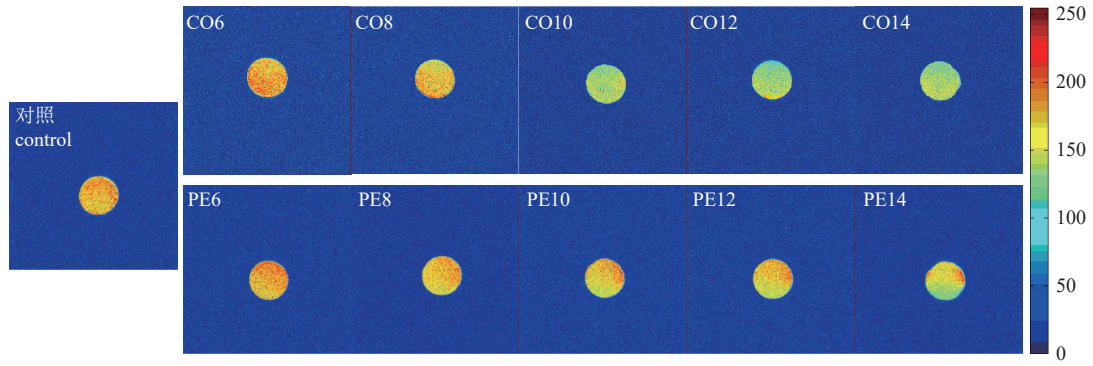 CO6
CO8
CO10
CO12
CO14
对照
control
PE6
PE8
PE10
PE12
PE14
250
200
150
100
50
0